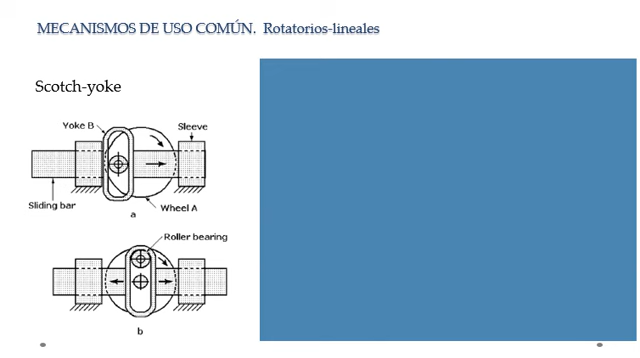 MECANISMOS DE USO COMÚN. Rotatorios-lineales
Scotch-yoke
Yoke B
Sleeve
Sliding bar
Wheel A
a
Roller bearing
b